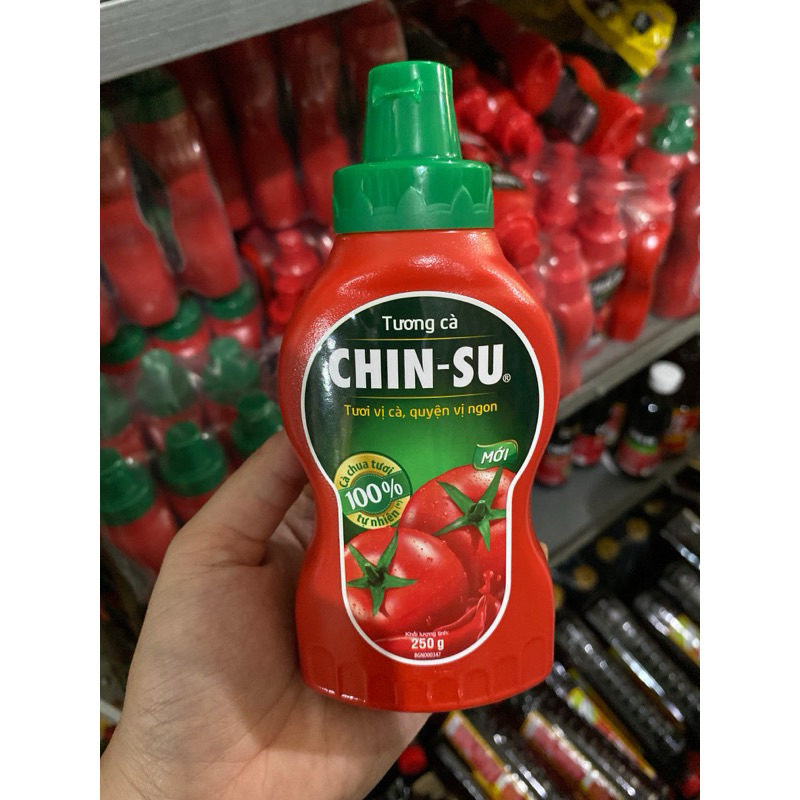 Tương cà
CHIN-SU®
Tươi vị cà, quyện vị ngon
MỚI
Cà chua tươi
100%
tự nhiên(*)
Khối lượng tịnh:
250 g
BGN000347